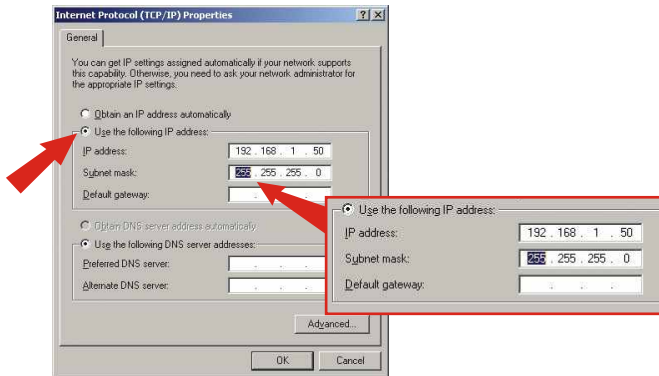 Internet Protocol (TCP/IP) Properties
General
You can get IP settings assigned automatically if your network supports
this capability. Otherwise, you need to ask your network administrator for
the appropriate IP settings.
Obtain an IP address automatically
Use the following IP address:
IP address: 192 . 168 . 1 . 50
Subnet mask: 255 . 255 . 255 . 0
Default gateway: . . .
Obtain DNS server address automatically
Use the following DNS server addresses:
Preferred DNS server: . . .
Alternate DNS server: . . .
Advanced...
OK Cancel
Use the following IP address:
IP address: 192 . 168 . 1 . 50
Subnet mask: 255 . 255 . 255 . 0
Default gateway: . . .